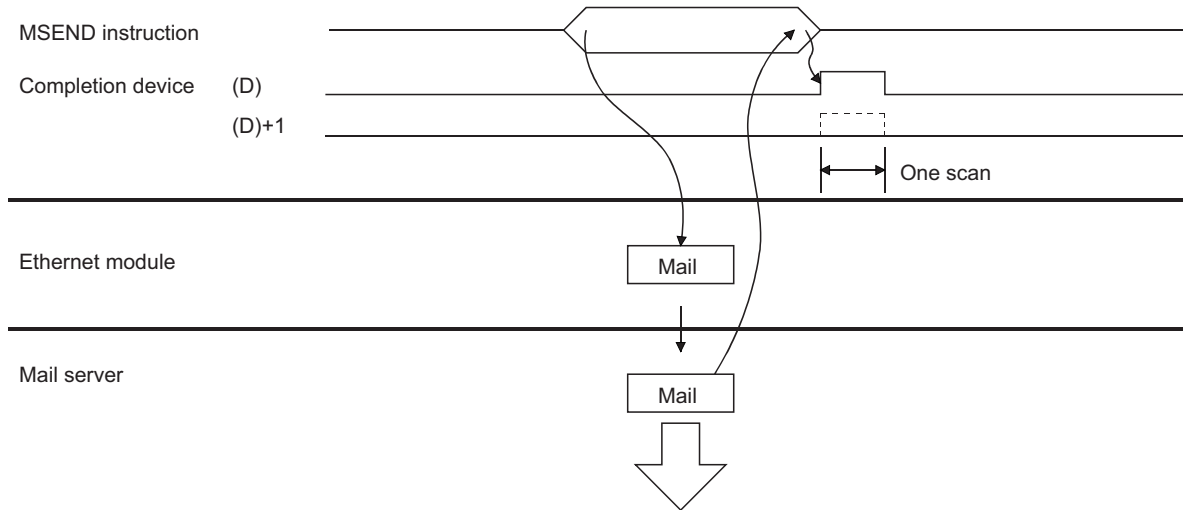 MSEND instruction
Completion device (D)
(D)+1
One scan
Ethernet module
Mail
Mail server
Mail